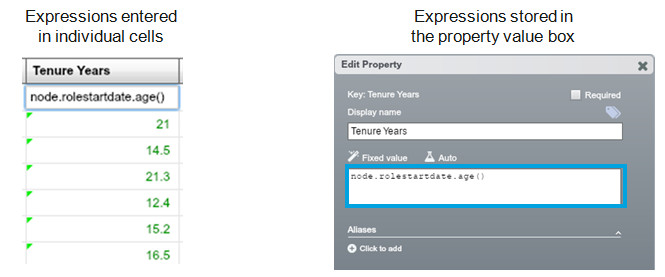 Expressions entered
in individual cells
Tenure Years
node.rolestartdate.age()
21
14.5
21.3
12.4
15.2
16.5
Expressions stored in
the property value box
Edit Property
Key: Tenure Years
Required
Display name
Tenure Years
Fixed value Auto
node.rolestartdate.age()
Aliases
Click to add